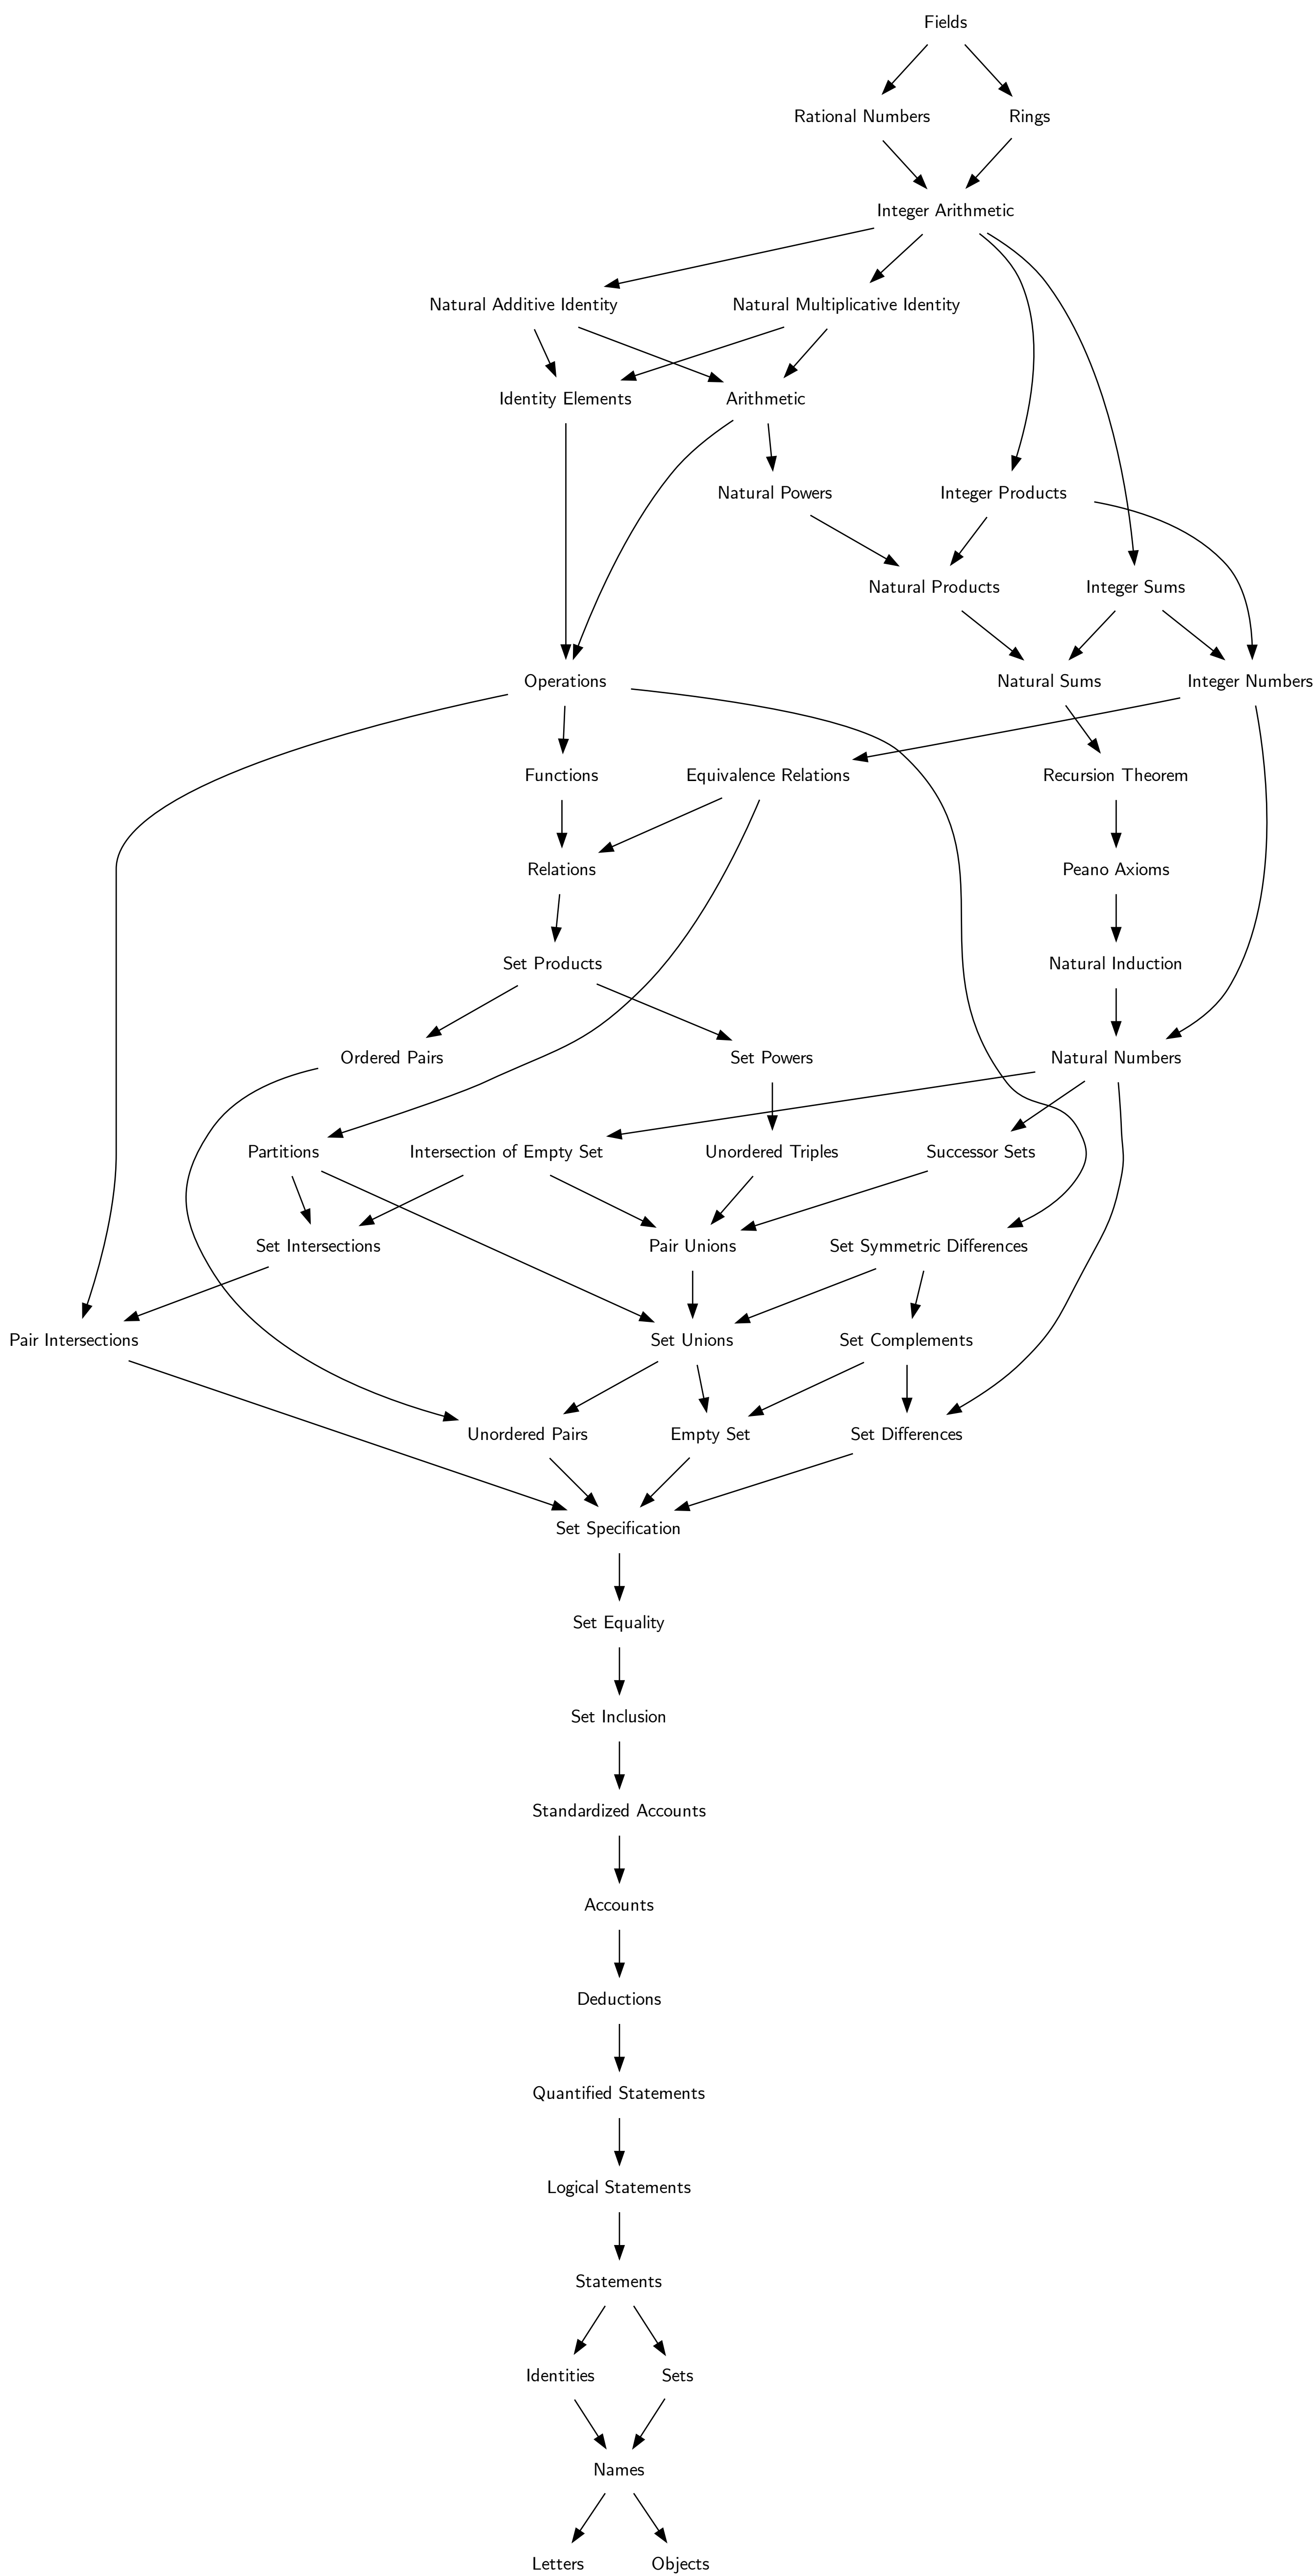 Fields
Rational Numbers
Rings
Integer Arithmetic
Natural Additive Identity
Natural Multiplicative Identity
Identity Elements
Arithmetic
Natural Powers
Integer Products
Natural Products
Integer Sums
Operations
Natural Sums
Integer Numbers
Functions
Equivalence Relations
Recursion Theorem
Relations
Peano Axioms
Set Products
Natural Induction
Ordered Pairs
Set Powers
Natural Numbers
Partitions
Intersection of Empty Set
Unordered Triples
Successor Sets
Set Intersections
Pair Unions
Set Symmetric Differences
Pair Intersections
Set Unions
Set Complements
Unordered Pairs
Empty Set
Set Differences
Set Specification
Set Equality
Set Inclusion
Standardized Accounts
Accounts
Deductions
Quantified Statements
Logical Statements
Statements
Identities
Sets
Names
Letters
Objects